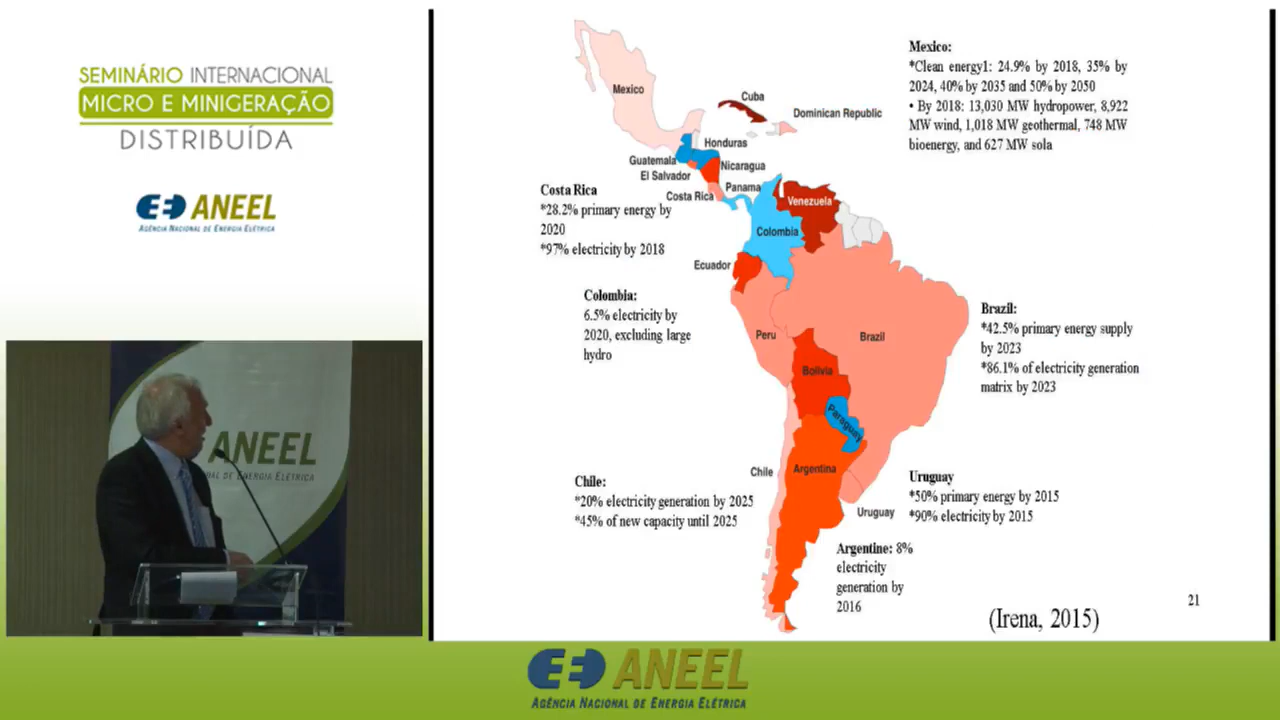 SEMINÁRIO INTERNACIONAL
MICRO E MINIGERAÇÃO
DISTRIBUÍDA
ANEEL
AGÊNCIA NACIONAL DE ENERGIA ELÉTRICA
ANEEL
NAL DE ENERGIA ELÉTRICA
Mexico
Cuba
Dominican Republic
Honduras
Guatemala
Nicaragua
El Salvador
Panama
Costa Rica
Venezuela
Colombia
Ecuador
Peru
Brazil
Bolivia
Paraguay
Chile
Argentina
Uruguay
Mexico:
*Clean energy1: 24.9% by 2018, 35% by
2024, 40% by 2035 and 50% by 2050
• By 2018: 13,030 MW hydropower, 8,922
MW wind, 1,018 MW geothermal, 748 MW
bioenergy, and 627 MW sola
Costa Rica
*28.2% primary energy by
2020
*97% electricity by 2018
Colombia:
6.5% electricity by
2020, excluding large
hydro
Brazil:
*42.5% primary energy supply
by 2023
*86.1% of electricity generation
matrix by 2023
Chile:
*20% electricity generation by 2025
*45% of new capacity until 2025
Uruguay
*50% primary energy by 2015
*90% electricity by 2015
Argentine: 8%
electricity
generation by
2016
21
(Irena, 2015)
ANEEL
AGÊNCIA NACIONAL DE ENERGIA ELÉTRICA